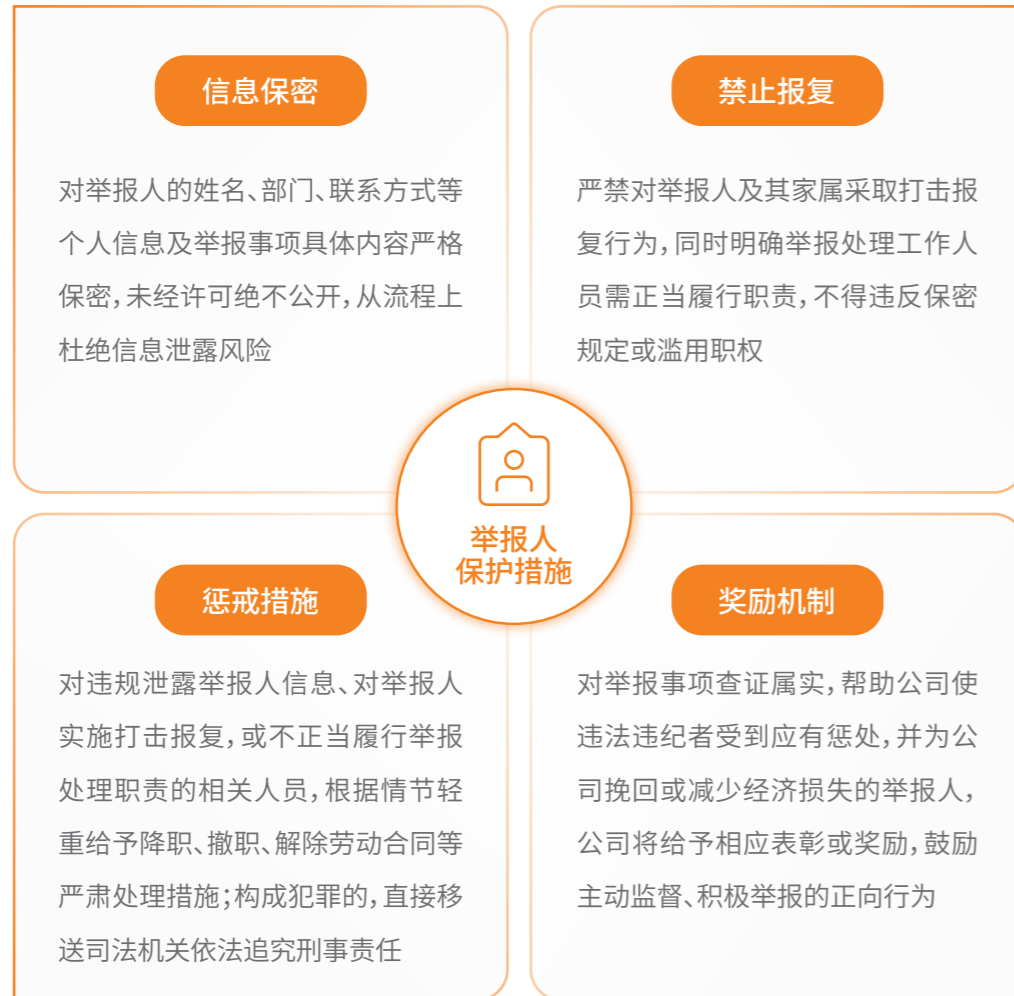 信息保密
对举报人的姓名、部门、联系方式等
个人信息及举报事项具体内容严格
保密，未经许可绝不公开，从流程上
杜绝信息泄露风险
禁止报复
严禁对举报人及其家属采取打击报
复行为，同时明确举报处理工作人
员需正当履行职责，不得违反保密
规定或滥用职权
举报人
保护措施
惩戒措施
对违规泄露举报人信息、对举报人
实施打击报复，或不正当履行举报
处理职责的相关人员，根据情节轻
重给予降职、撤职、解除劳动合同等
严肃处理措施；构成犯罪的，直接移
送司法机关依法追究刑事责任
奖励机制
对举报事项查证属实，帮助公司使
违法违纪者受到应有惩处，并为公
司挽回或减少经济损失的举报人，
公司将给予相应表彰或奖励，鼓励
主动监督、积极举报的正向行为